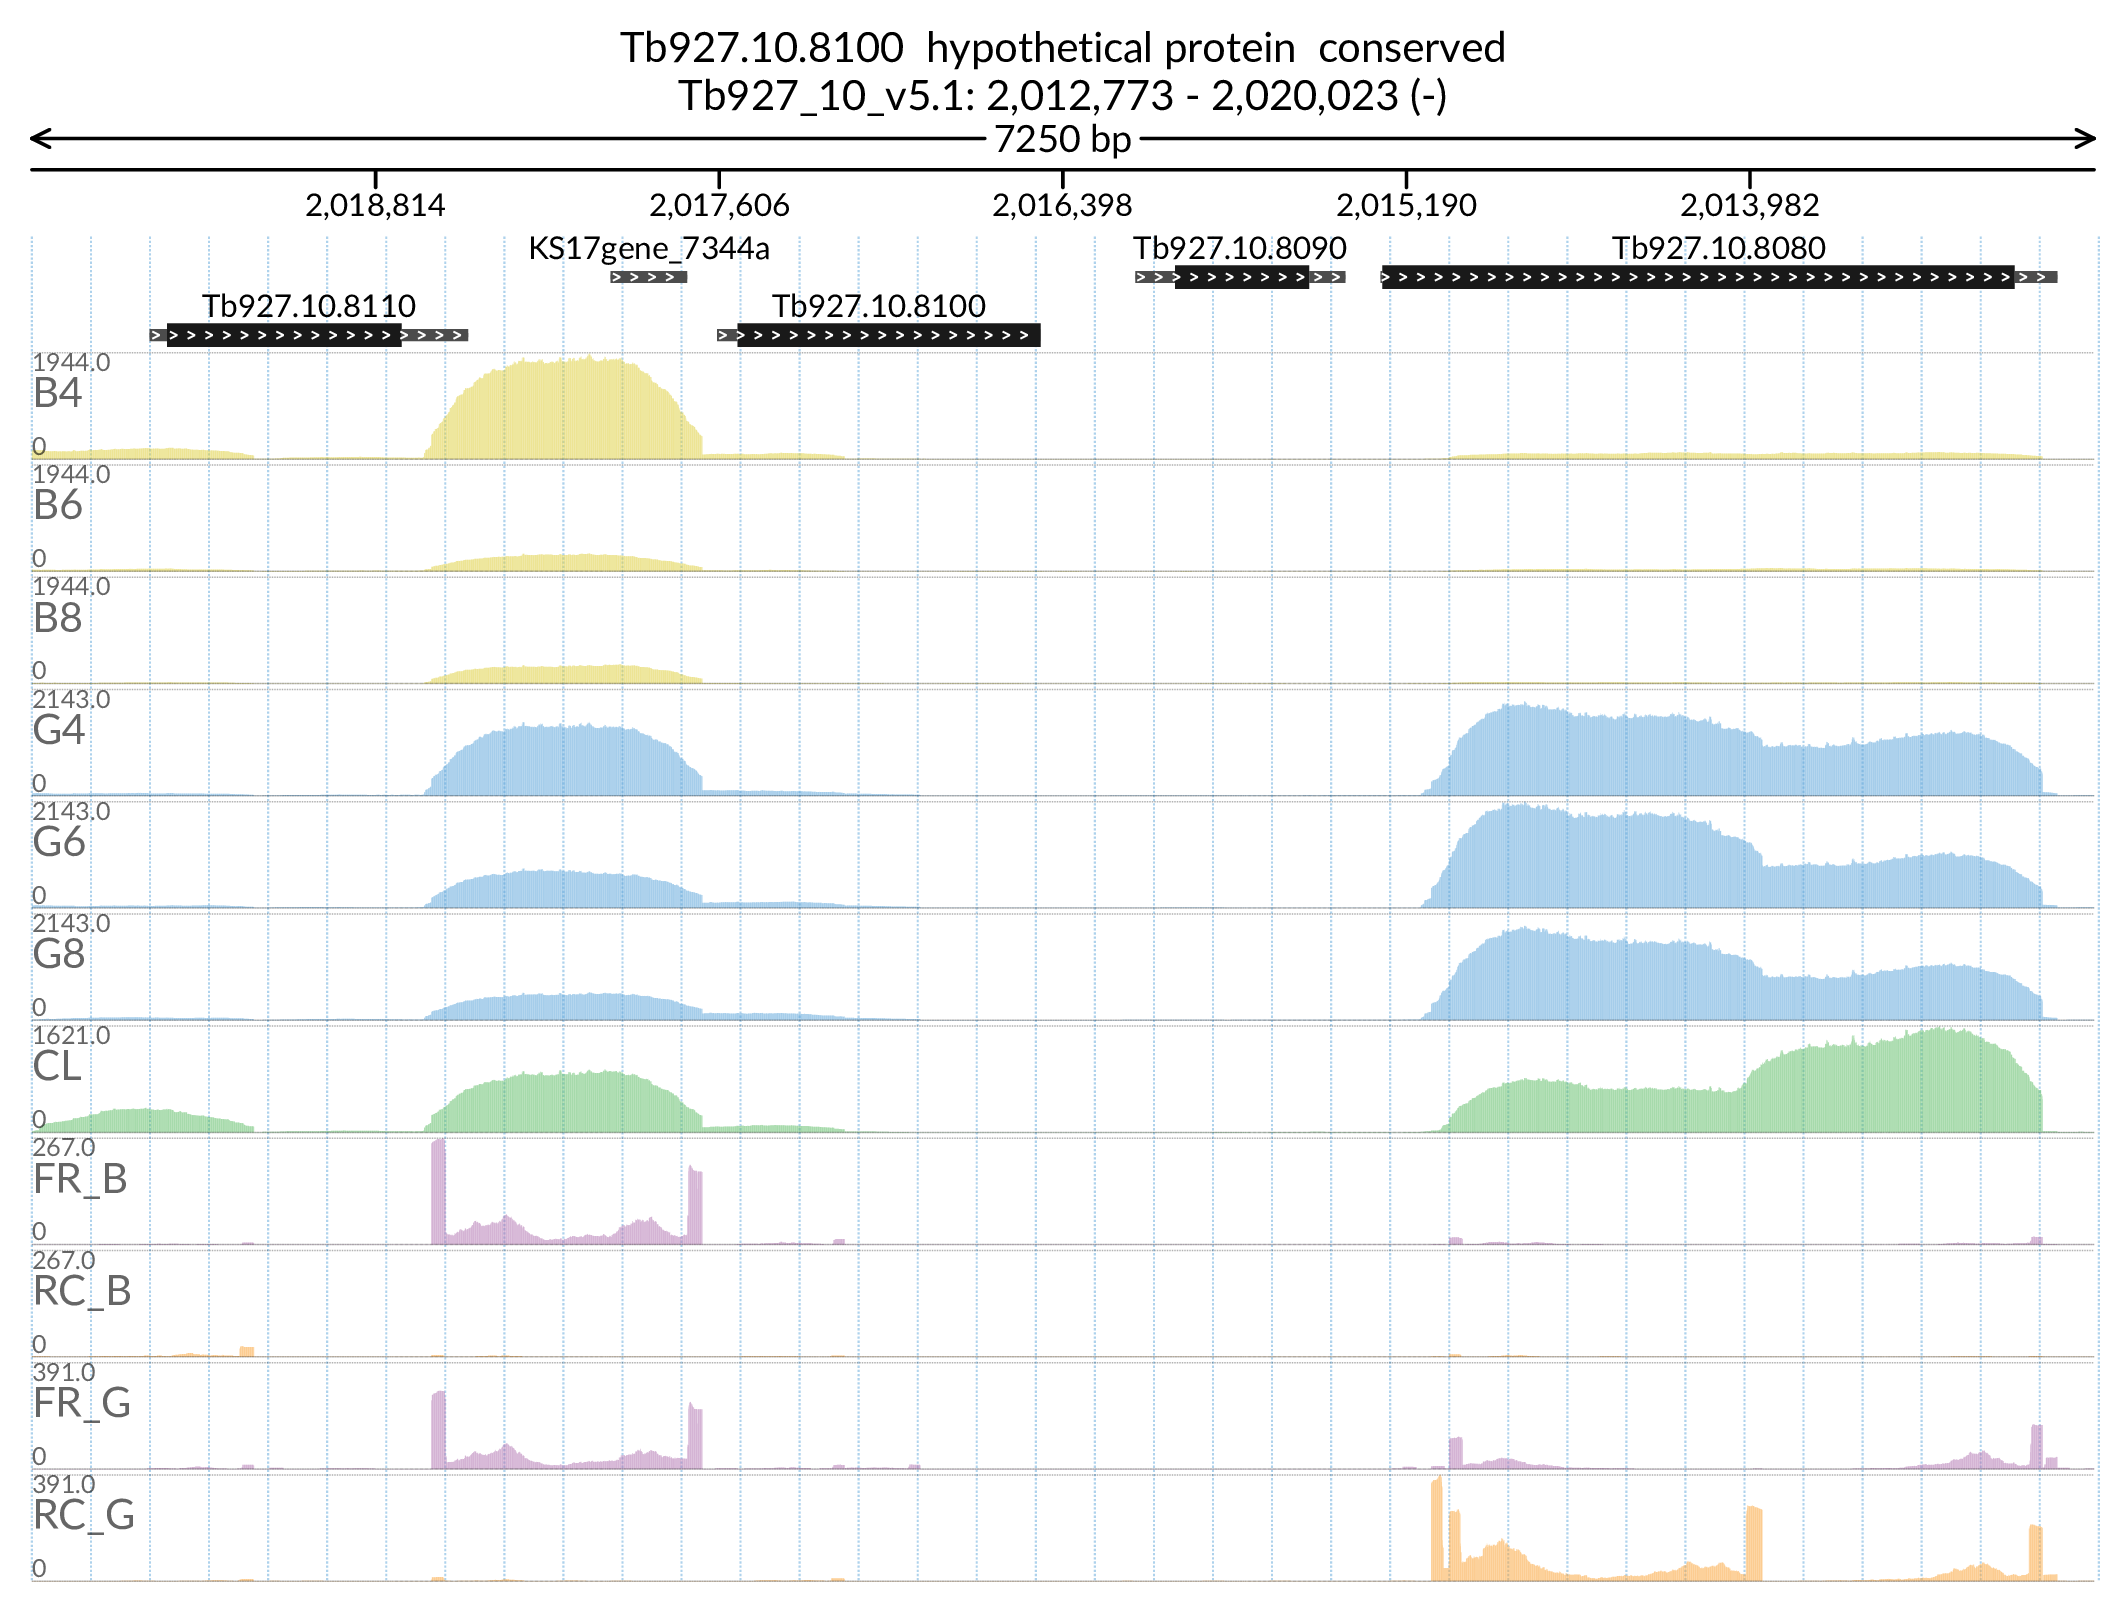 Tb927.10.8100  hypothetical protein  conserved
Tb927_10_v5.1: 2,012,773 - 2,020,023 (-)
7250 bp
2,018,814 2,017,606 2,016,398 2,015,190 2,013,982
KS17gene_7344a Tb927.10.8090 Tb927.10.8080
Tb927.10.8110 Tb927.10.8100
1944.0
B4
0
1944.0
B6
0
1944.0
B8
0
2143.0
G4
0
2143.0
G6
0
2143.0
G8
0
1621.0
CL
0
267.0
FR_B
0
267.0
RC_B
0
391.0
FR_G
0
391.0
RC_G
0